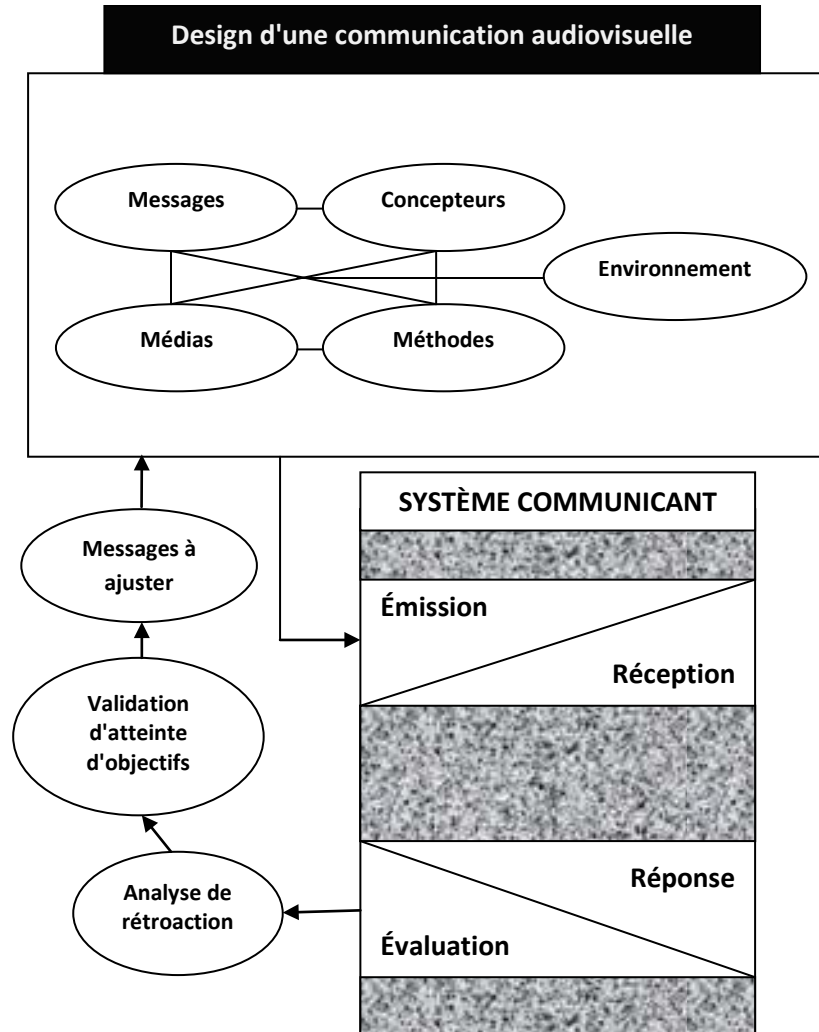 Design d'une communication audiovisuelle
Messages
Concepteurs
Environnement
Médias
Méthodes
SYSTÈME COMMUNICANT
Messages à
ajuster
Émission
Réception
Validation
d'atteinte
d'objectifs
Réponse
Analyse de
rétroaction
Évaluation